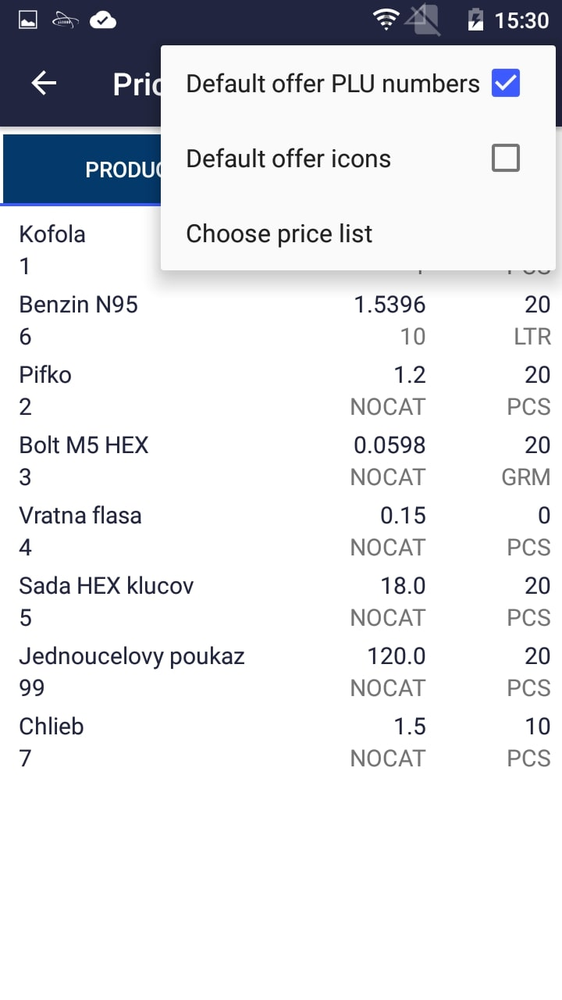 15:30
Default offer PLU numbers
Default offer icons
Choose price list
Kofola
1
Benzin N95 1.5396 20
6 10 LTR
Pifko 1.2 20
2 NOCAT PCS
Bolt M5 HEX 0.0598 20
3 NOCAT GRM
Vratna flasa 0.15 0
4 NOCAT PCS
Sada HEX klucov 18.0 20
5 NOCAT PCS
Jednoucelovy poukaz 120.0 20
99 NOCAT PCS
Chlieb 1.5 10
7 NOCAT PCS